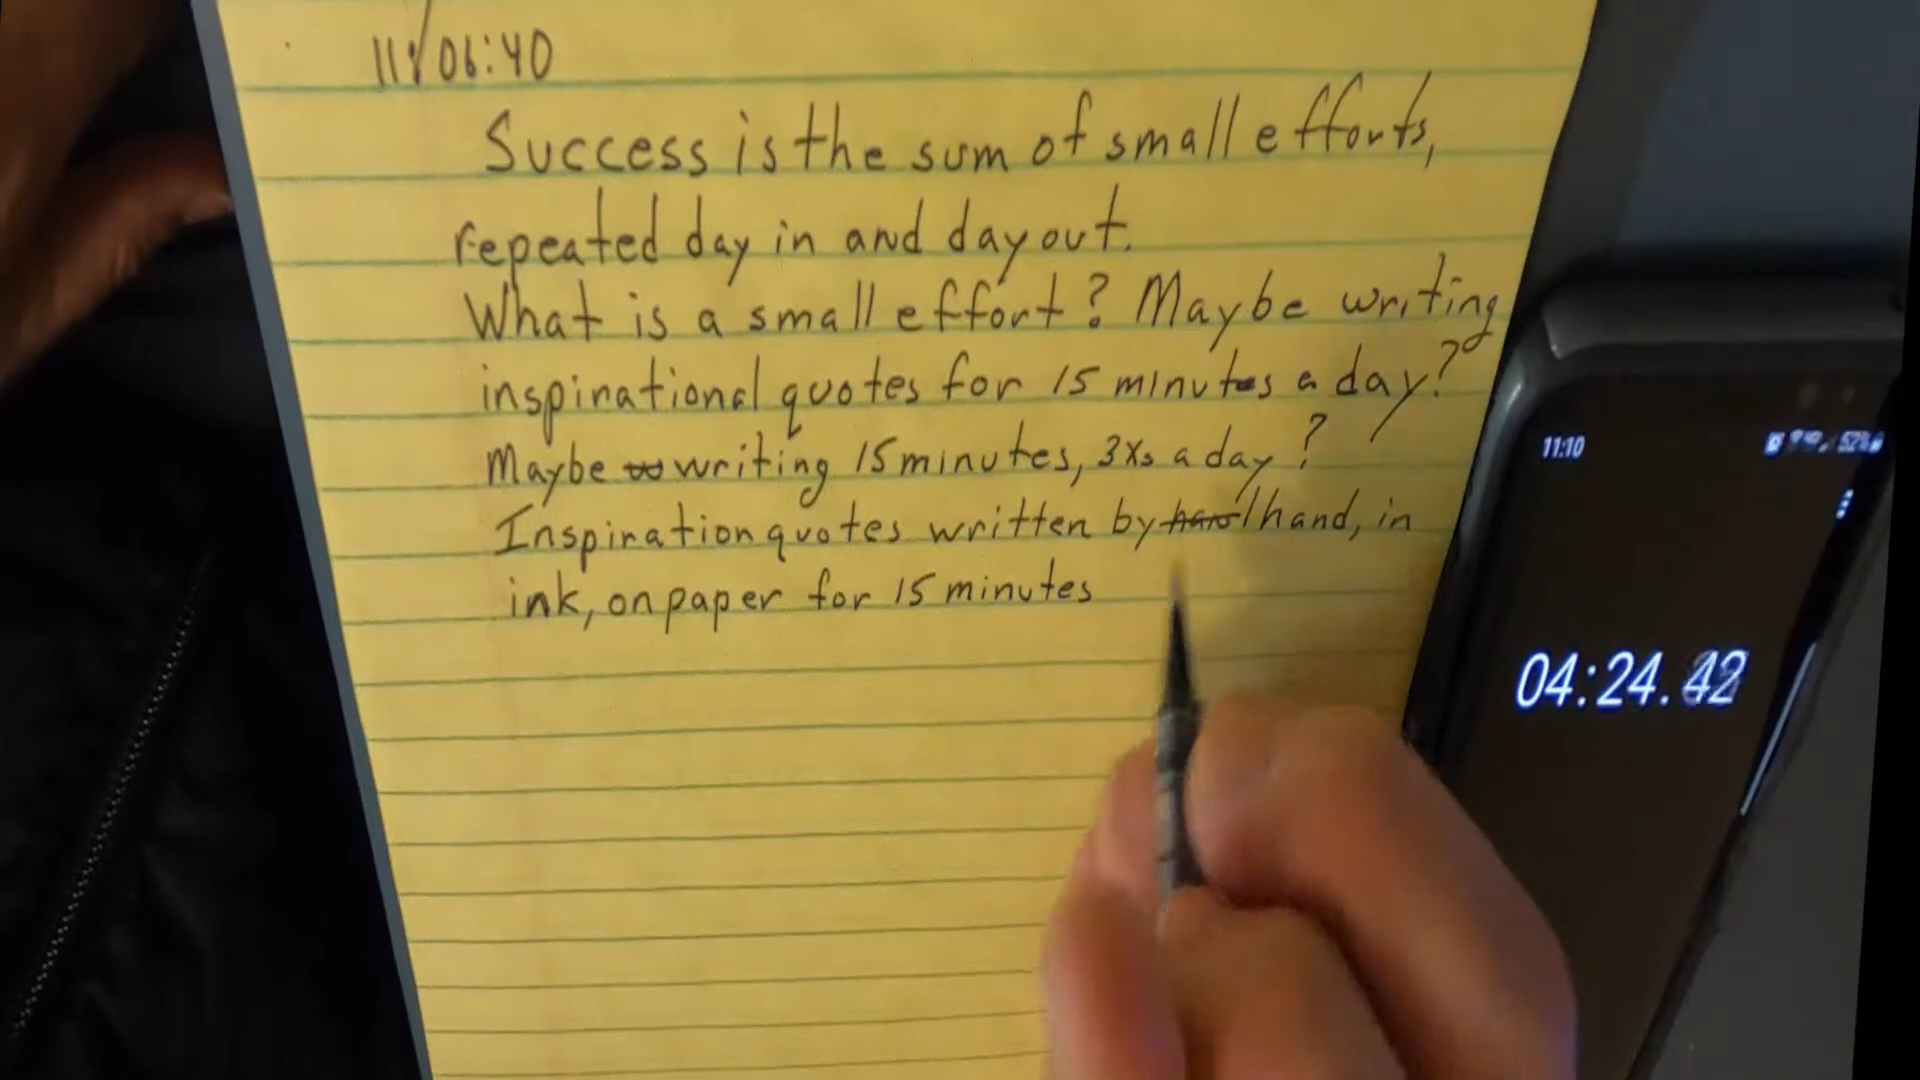 11:/06:40
Success is the sum of small efforts,
repeated day in and day out.
What is a small effort? Maybe writing
inspirational quotes for 15 minutes a day?
Maybe w writing 15 minutes, 3xs a day?
Inspiration quotes written by hand, in
ink, on paper for 15 minutes
11:10
52%
04:24.42